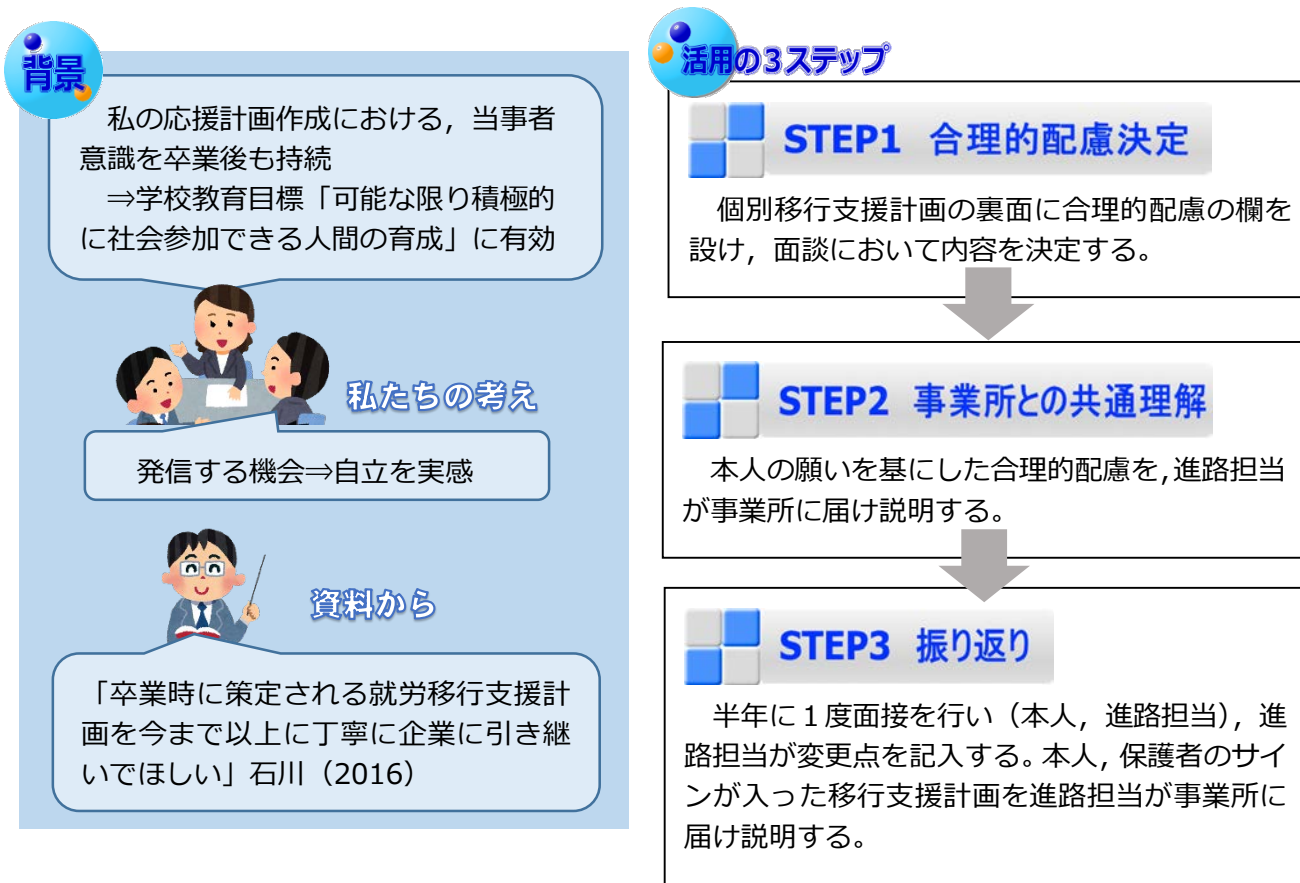 背景
私の応援計画作成における，当事者
意識を卒業後も持続
⇒学校教育目標「可能な限り積極的
に社会参加できる人間の育成」に有効
私たちの考え
発信する機会⇒自立を実感
資料から
「卒業時に策定される就労移行支援計
画を今まで以上に丁寧に企業に引き継
いでほしい」石川（2016）
活用の３ステップ
STEP1 合理的配慮決定
個別移行支援計画の裏面に合理的配慮の欄を
設け，面談において内容を決定する。
STEP2 事業所との共通理解
本人の願いを基にした合理的配慮を，進路担当
が事業所に届け説明する。
STEP3 振り返り
半年に１度面接を行い（本人，進路担当），進
路担当が変更点を記入する。本人，保護者のサイ
ンが入った移行支援計画を進路担当が事業所に
届け説明する。